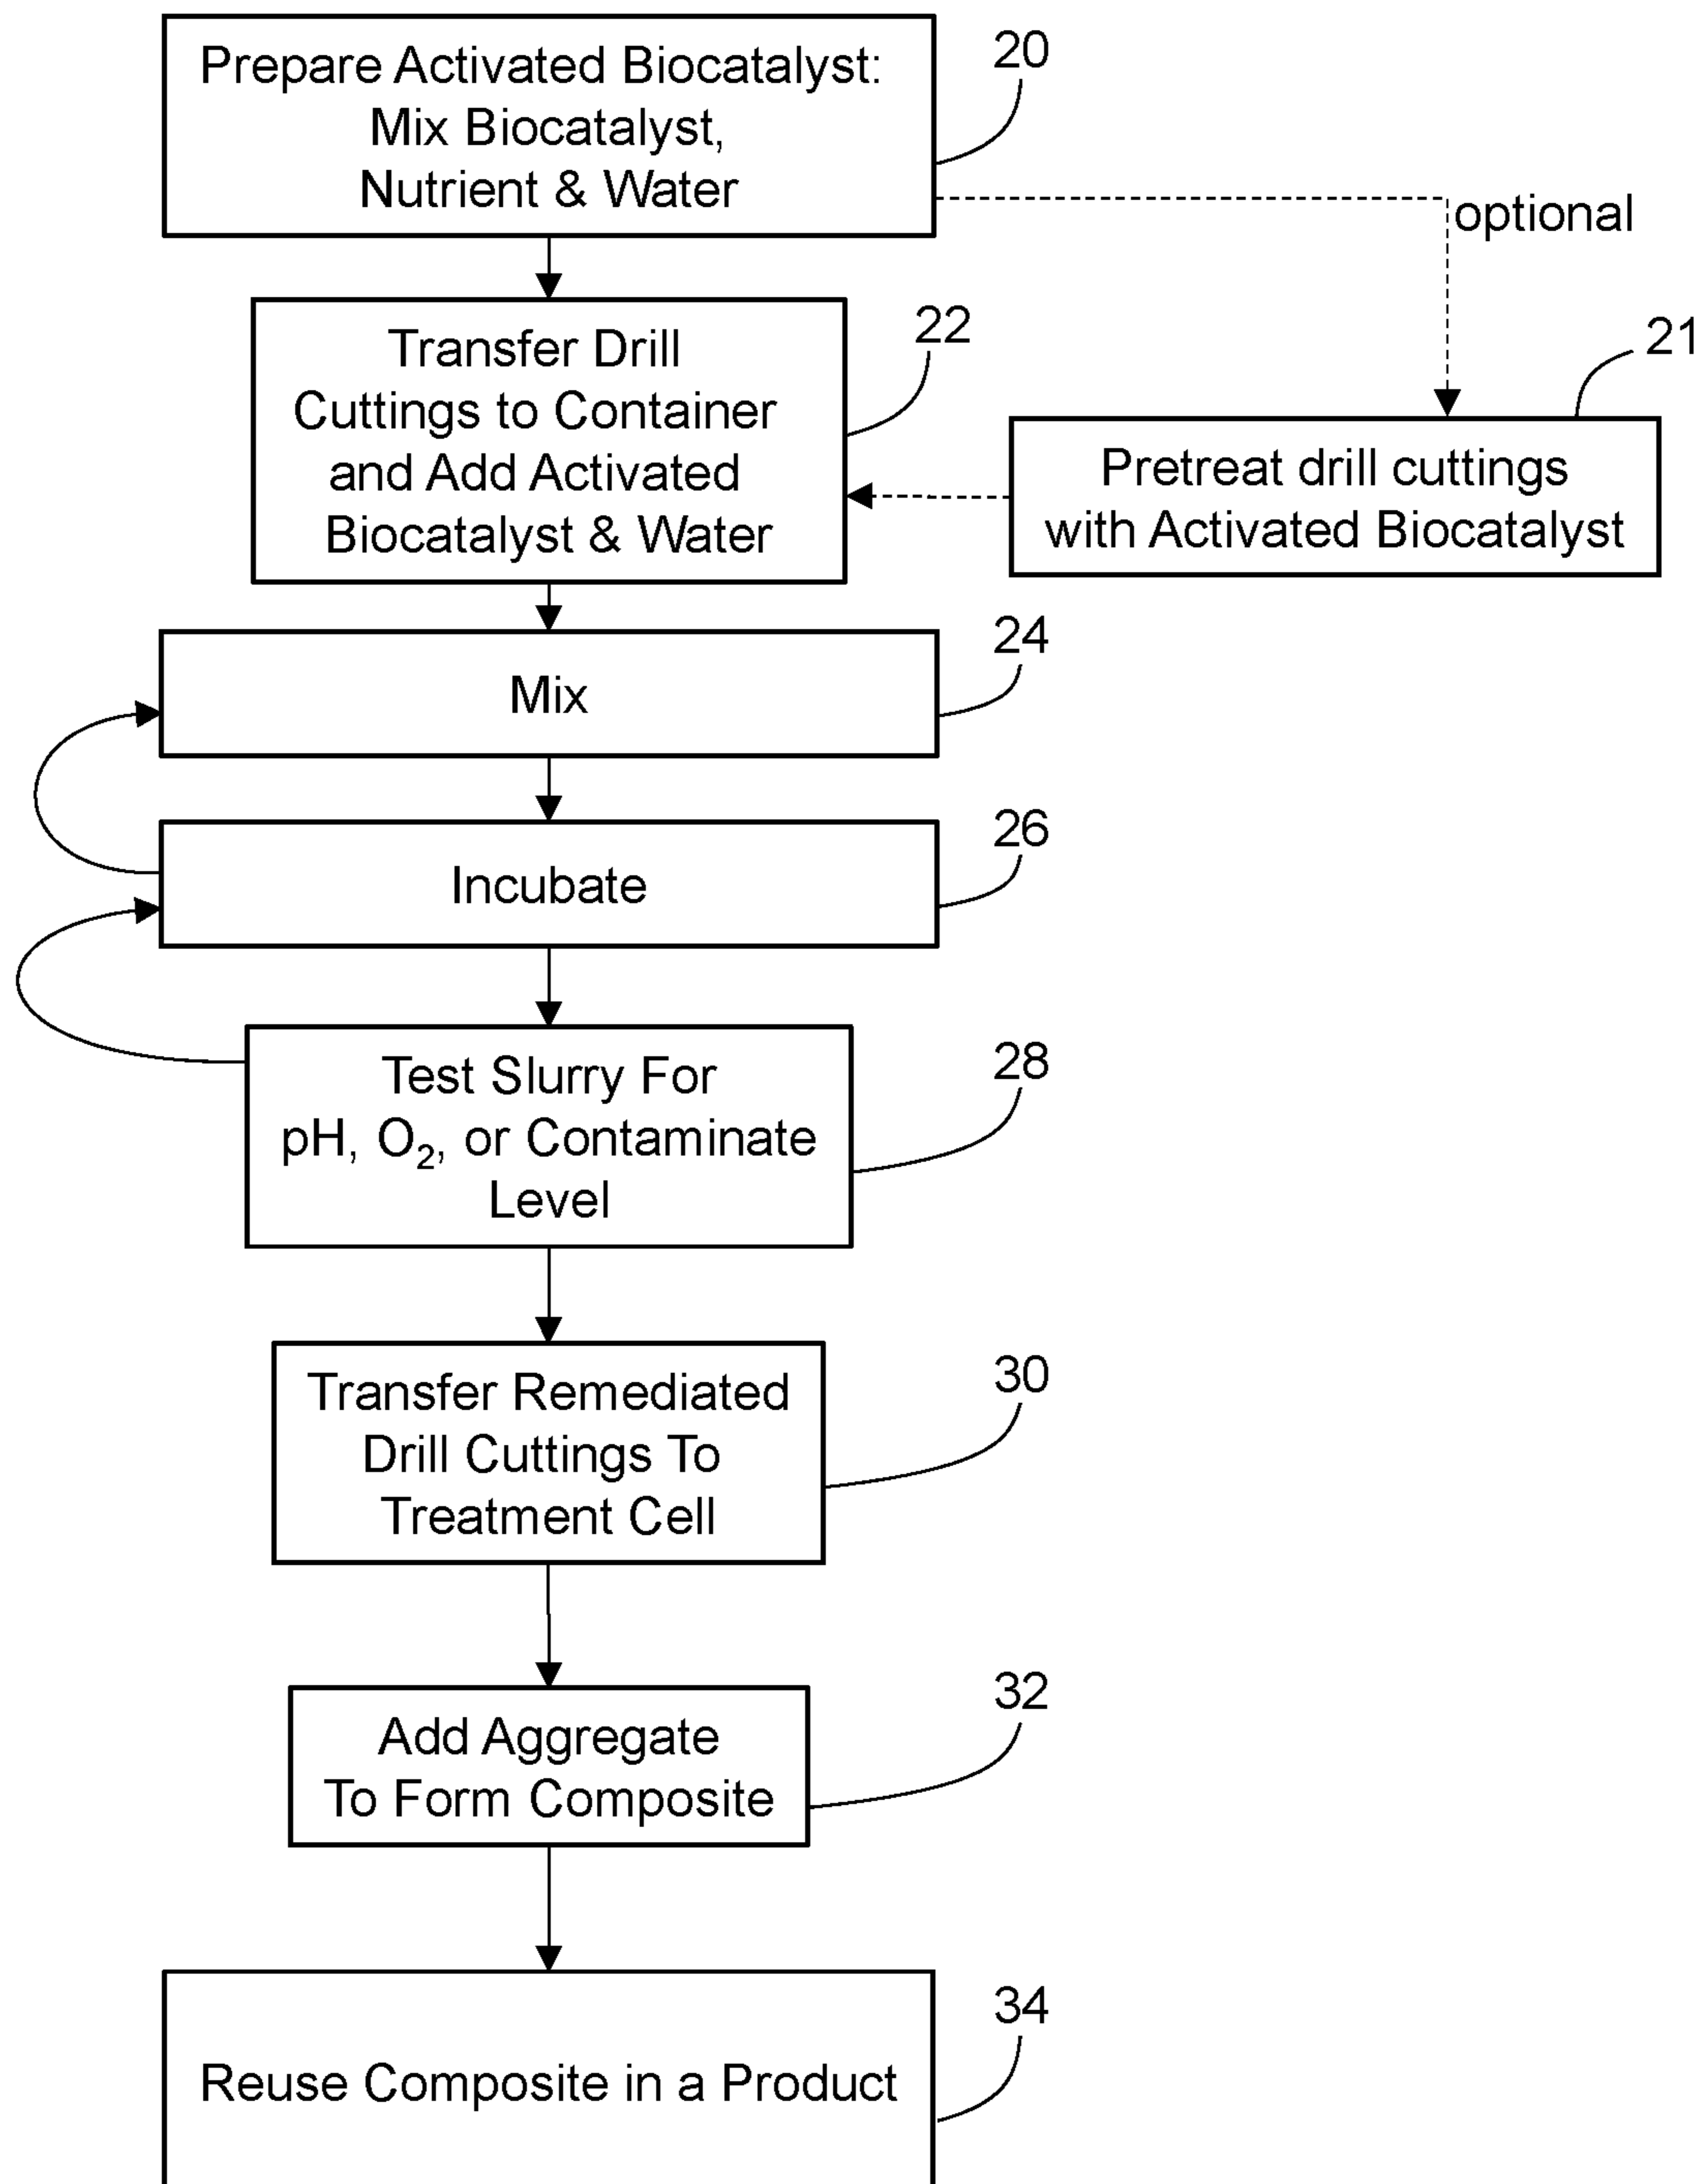 Prepare Activated Biocatalyst:
Mix Biocatalyst,
Nutrient & Water
20
optional
Transfer Drill
Cuttings to Container
and Add Activated
Biocatalyst & Water
22
21
Pretreat drill cuttings
with Activated Biocatalyst
Mix
24
Incubate
26
Test Slurry For
pH, O₂, or Contaminate
Level
28
Transfer Remediated
Drill Cuttings To
Treatment Cell
30
Add Aggregate
To Form Composite
32
Reuse Composite in a Product
34